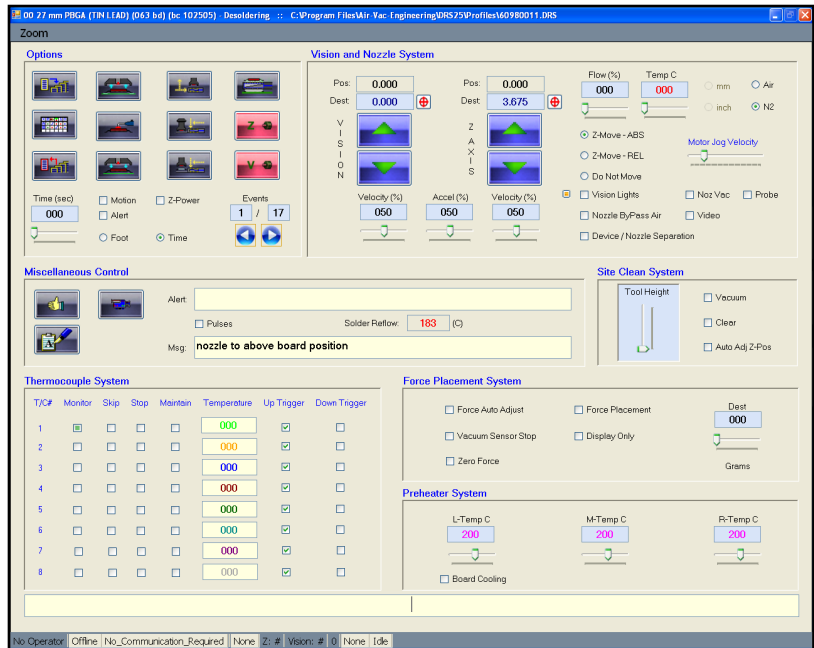 00 27 mm PBGA (TIN LEAD) (063 bd) (bc 102505) - Desoldering :: C:\Program Files\Air-Vac-Engineering\DRS25\Profiles\60980011.DRS
Zoom
Options
Z
V
Time (sec)
000
Motion
Z-Power
Alert
Foot
Time
Events
1 / 17
Vision and Nozzle System
Pos: 0.000
Dest: 0.000
Pos: 0.000
Dest: 3.675
VISION
Z AXIS
Velocity (%)
050
Accel (%)
050
Velocity (%)
050
Flow (%)
000
Temp C
000
mm
Air
inch
N2
Z-Move - ABS
Z-Move - REL
Do Not Move
Motor Jog Velocity
Vision Lights
Noz Vac
Probe
Nozzle ByPass Air
Video
Device / Nozzle Separation
Miscellaneous Control
Alert:
Pulses
Solder Reflow: 183 (C)
Msg: nozzle to above board position
Site Clean System
Tool Height
Vacuum
Clear
Auto Adj Z-Pos
Thermocouple System
T/C# Monitor Skip Stop Maintain Temperature Up Trigger Down Trigger
1 000
2 000
3 000
4 000
5 000
6 000
7 000
8 000
Force Placement System
Force Auto Adjust
Force Placement
Vacuum Sensor Stop
Display Only
Zero Force
Dest
000
Grams
Preheater System
L-Temp C
200
M-Temp C
200
R-Temp C
200
Board Cooling
No Operator Offline No_Communication_Required None Z: # Vision: # 0 None Idle